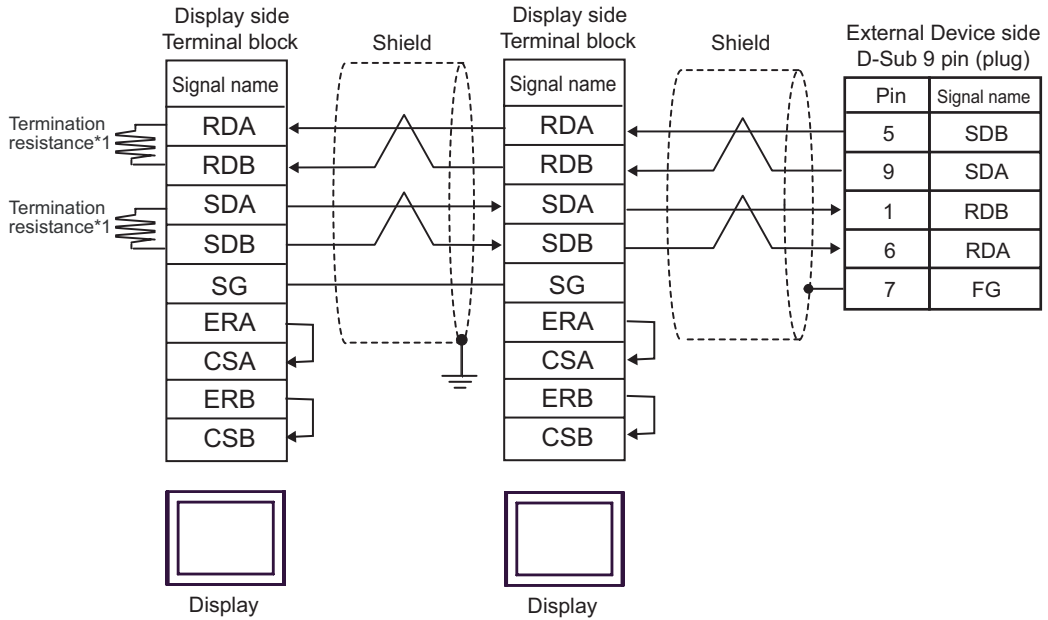 Display side
Terminal block
Shield
Display side
Terminal block
Shield
External Device side
D-Sub 9 pin (plug)
Signal name
Signal name
Pin Signal name
Termination
resistance*1
RDA
RDA
5 SDB
RDB
RDB
9 SDA
Termination
resistance*1
SDA
SDA
1 RDB
SDB
SDB
6 RDA
SG
SG
7 FG
ERA
ERA
CSA
CSA
ERB
ERB
CSB
CSB
Display
Display